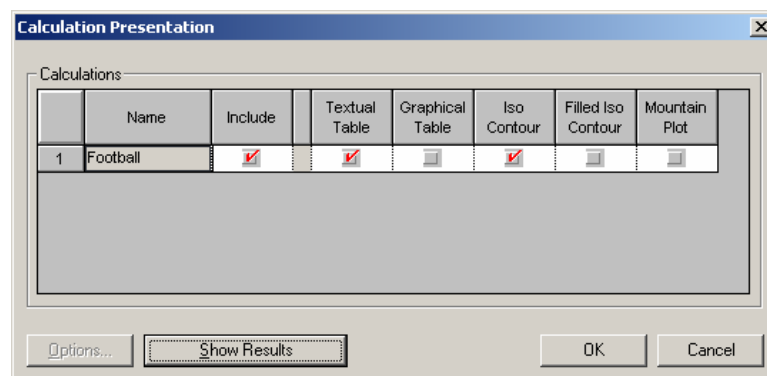 Calculation Presentation
Calculations
Name Include Textual Table Graphical Table Iso Contour Filled Iso Contour Mountain Plot
1 Football
Options... Show Results OK Cancel